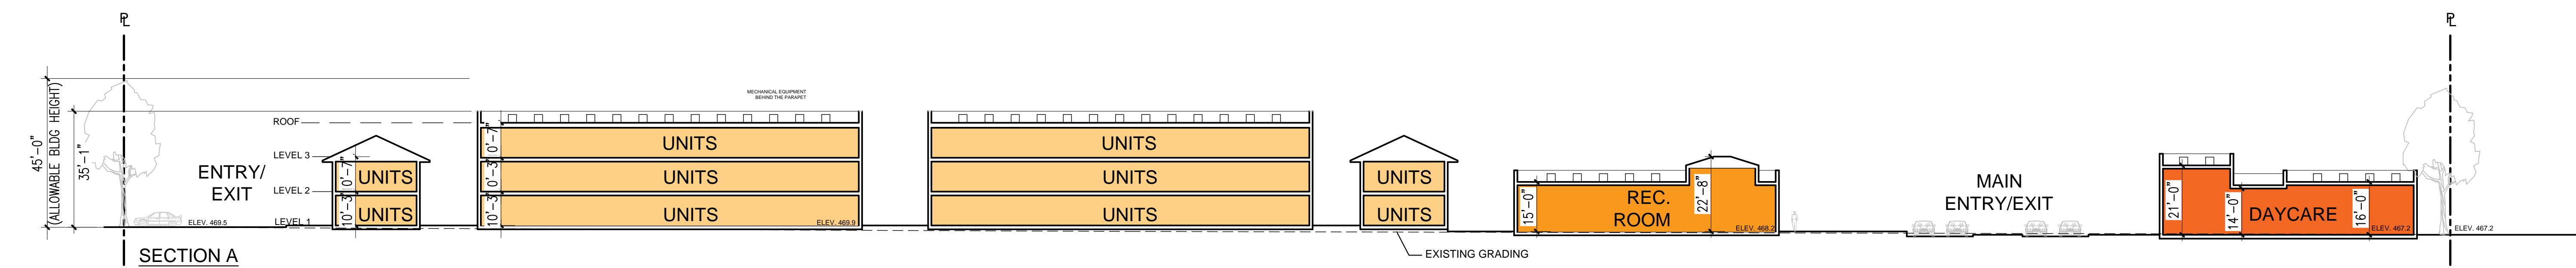 PL
PL
45'-0"
(ALLOWABLE BLDG HEIGHT)
35'-1"
ENTRY/
EXIT
ELEV. 469.5
ROOF
LEVEL 3
LEVEL 2
LEVEL 1
10'-7"
10'-3"
UNITS
UNITS
MECHANICAL EQUIPMENT
BEHIND THE PARAPET
10'-7"
10'-3"
10'-3"
UNITS
UNITS
UNITS
ELEV. 469.9
UNITS
UNITS
UNITS
UNITS
UNITS
EXISTING GRADING
15'-0"
REC.
ROOM
22'-8"
ELEV. 468.2
MAIN
ENTRY/EXIT
21'-0"
14'-0"
DAYCARE
16'-0"
ELEV. 467.2
ELEV. 467.2
SECTION A